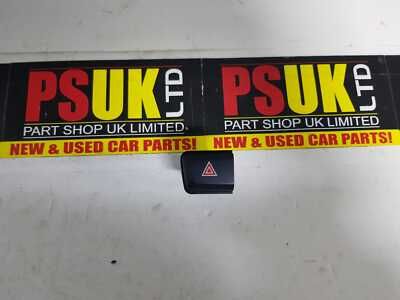 PSUK LTD
PART SHOP UK LIMITED
NEW & USED CAR PARTS!
PSUK LTD
PART SHOP UK LIMITED
NEW & USED CAR PARTS!